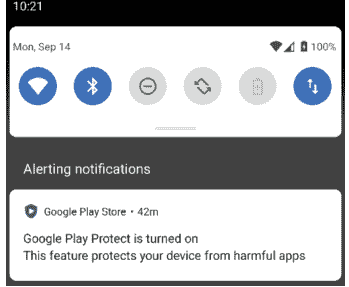 10:21
Mon, Sep 14
100%
Alerting notifications
Google Play Store • 42m
Google Play Protect is turned on
This feature protects your device from harmful apps